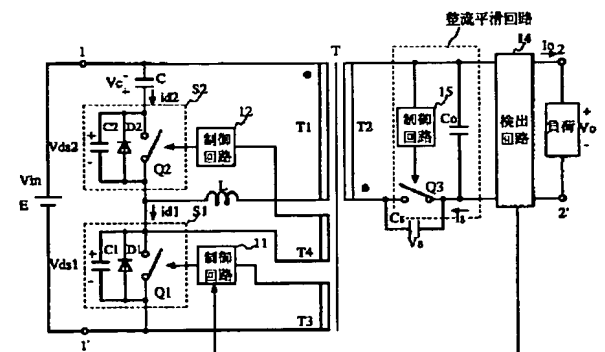 整流平滑回路
1
T
14
Io
2
Vc
-
+
C
id2
S2
12
制御
回路
T1
T2
15
制御
回路
Co
検出
回路
負荷
+
Vo
-
Vds2
+
-
C2
D2
Q2
Vin
E
L
Q3
Cs
Vs
Is
2'
id1
S1
11
制御
回路
T4
Vds1
+
-
C1
D1
Q1
T3
1'